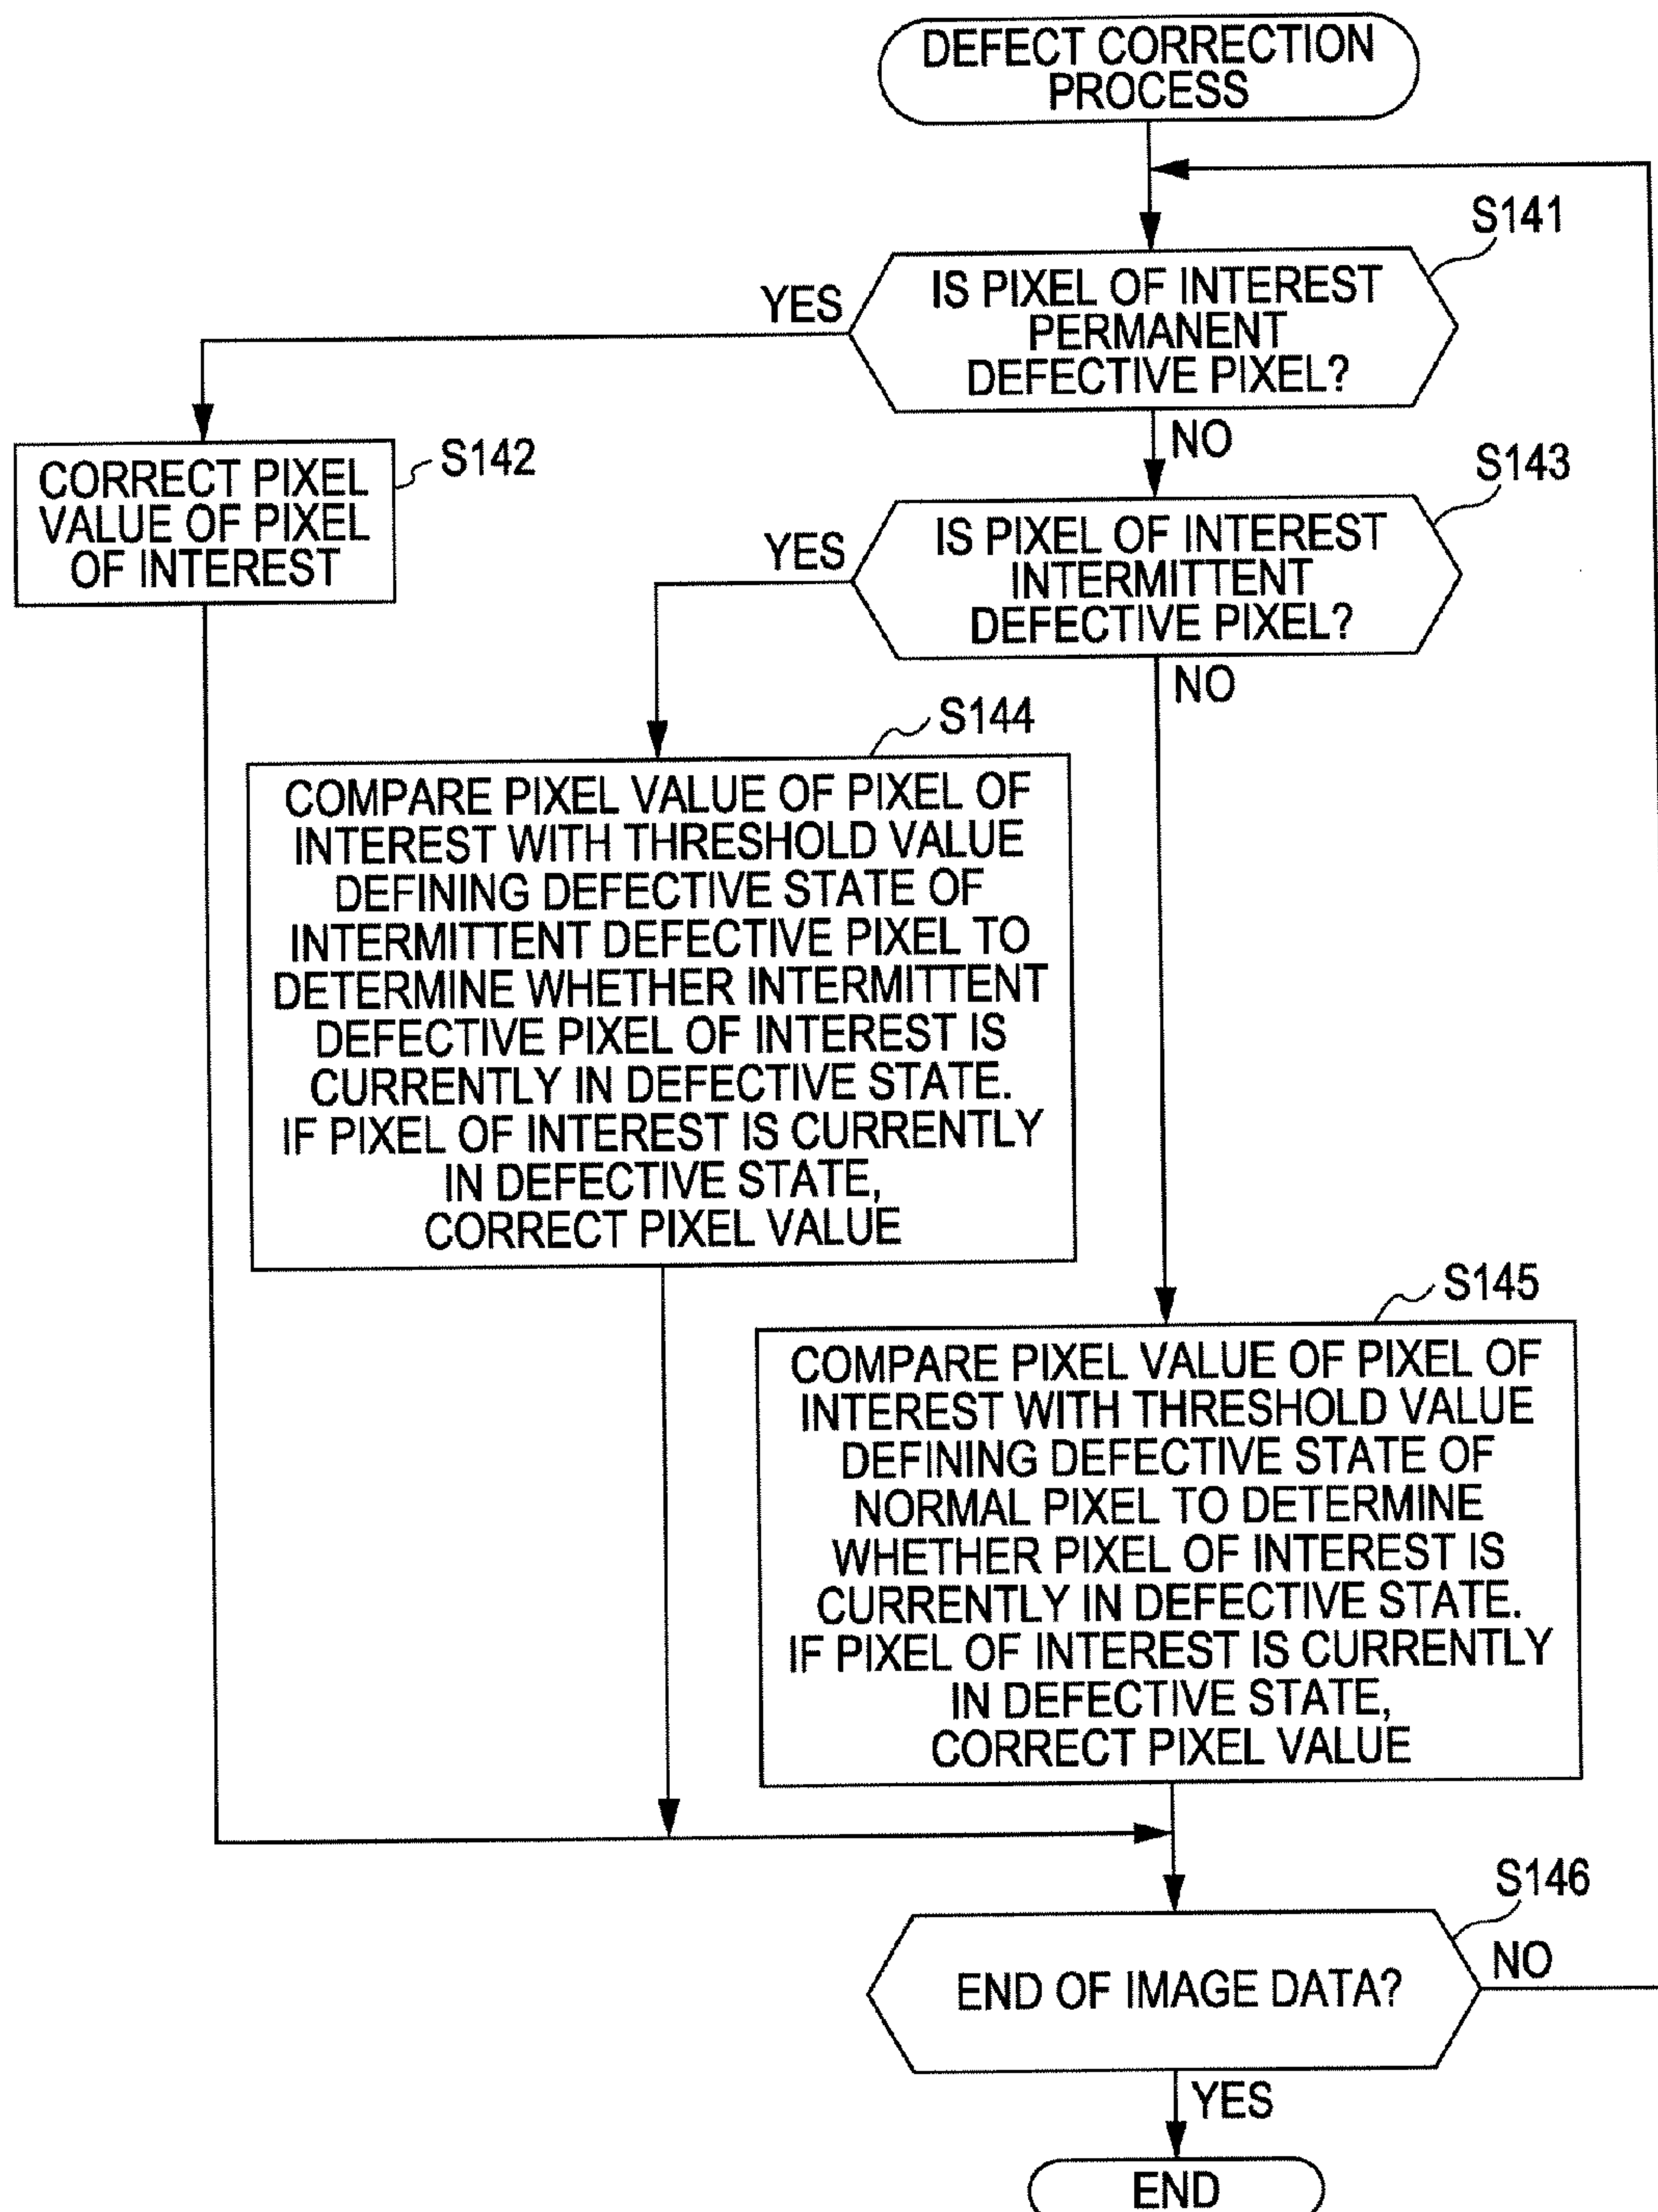 DEFECT CORRECTION
PROCESS
S141
IS PIXEL OF INTEREST
PERMANENT
DEFECTIVE PIXEL?
YES
NO
S142
CORRECT PIXEL
VALUE OF PIXEL
OF INTEREST
S143
IS PIXEL OF INTEREST
INTERMITTENT
DEFECTIVE PIXEL?
YES
NO
S144
COMPARE PIXEL VALUE OF PIXEL OF
INTEREST WITH THRESHOLD VALUE
DEFINING DEFECTIVE STATE OF
INTERMITTENT DEFECTIVE PIXEL TO
DETERMINE WHETHER INTERMITTENT
DEFECTIVE PIXEL OF INTEREST IS
CURRENTLY IN DEFECTIVE STATE.
IF PIXEL OF INTEREST IS CURRENTLY
IN DEFECTIVE STATE,
CORRECT PIXEL VALUE
S145
COMPARE PIXEL VALUE OF PIXEL OF
INTEREST WITH THRESHOLD VALUE
DEFINING DEFECTIVE STATE OF
NORMAL PIXEL TO DETERMINE
WHETHER PIXEL OF INTEREST IS
CURRENTLY IN DEFECTIVE STATE.
IF PIXEL OF INTEREST IS CURRENTLY
IN DEFECTIVE STATE,
CORRECT PIXEL VALUE
S146
END OF IMAGE DATA?
NO
YES
END